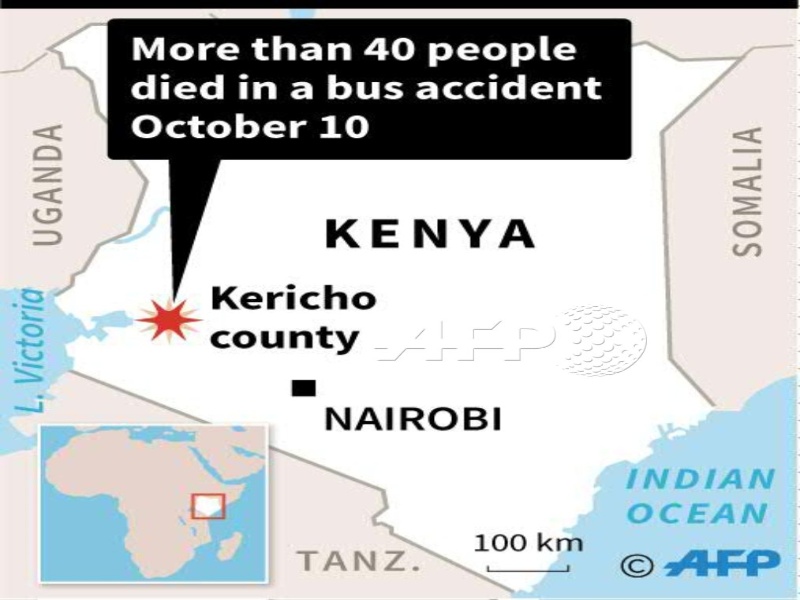 More than 40 people
died in a bus accident
October 10
UGANDA
SOMALIA
KENYA
L. Victoria
Kericho
county
AFP
NAIROBI
INDIAN
OCEAN
100 km
TANZ.
© AFP